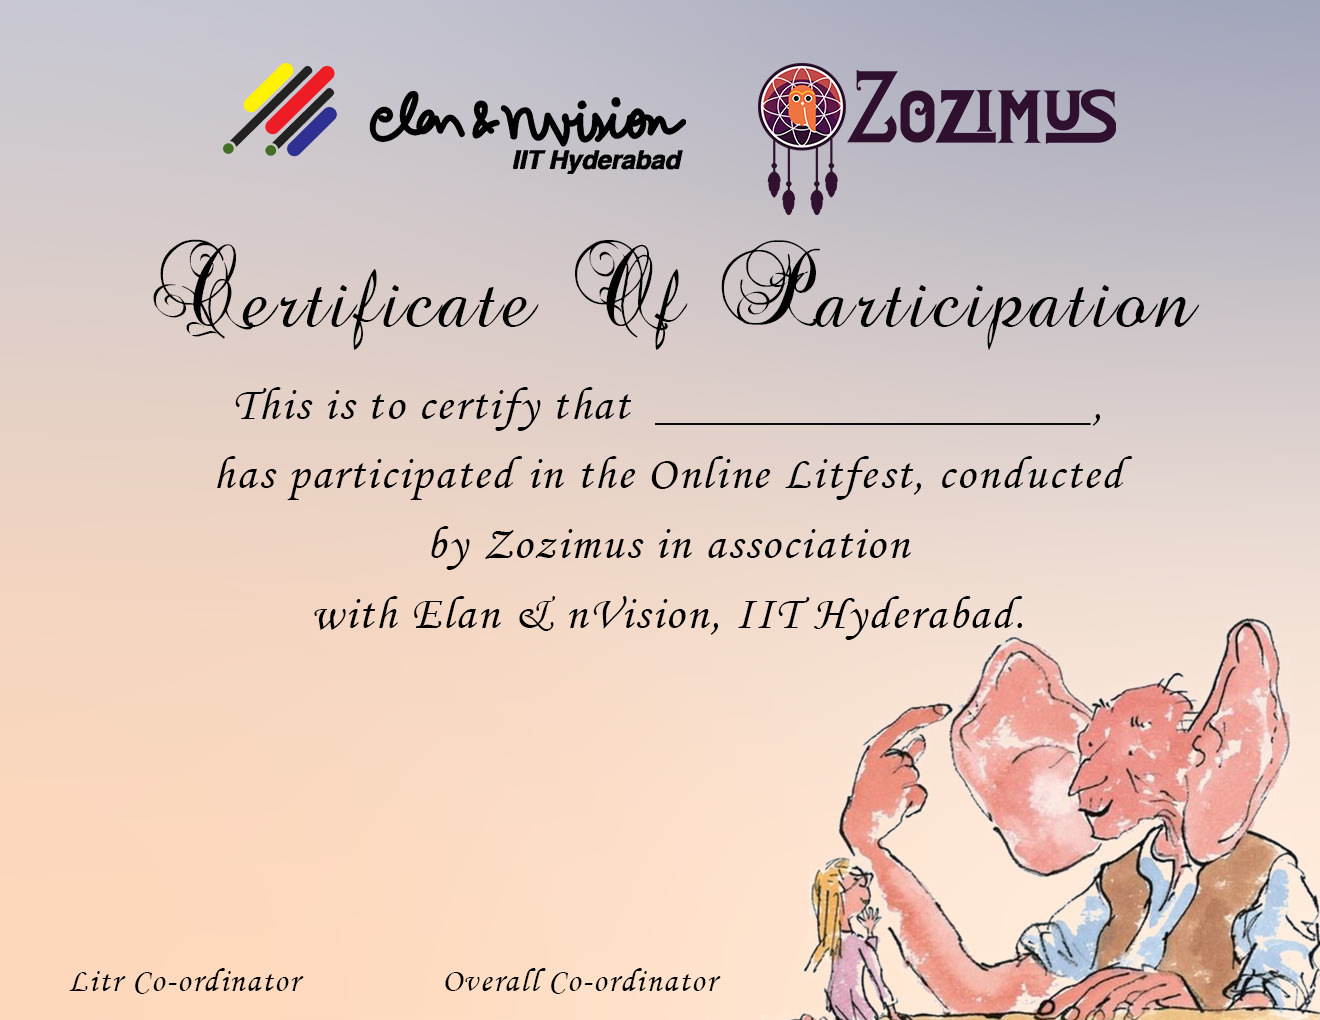 elan & nvision
IIT Hyderabad
ZOZIMUS
Certificate Of Participation
This is to certify that ____________________,
has participated in the Online Litfest, conducted
by Zozimus in association
with Elan & nVision, IIT Hyderabad.
Litr Co-ordinator
Overall Co-ordinator